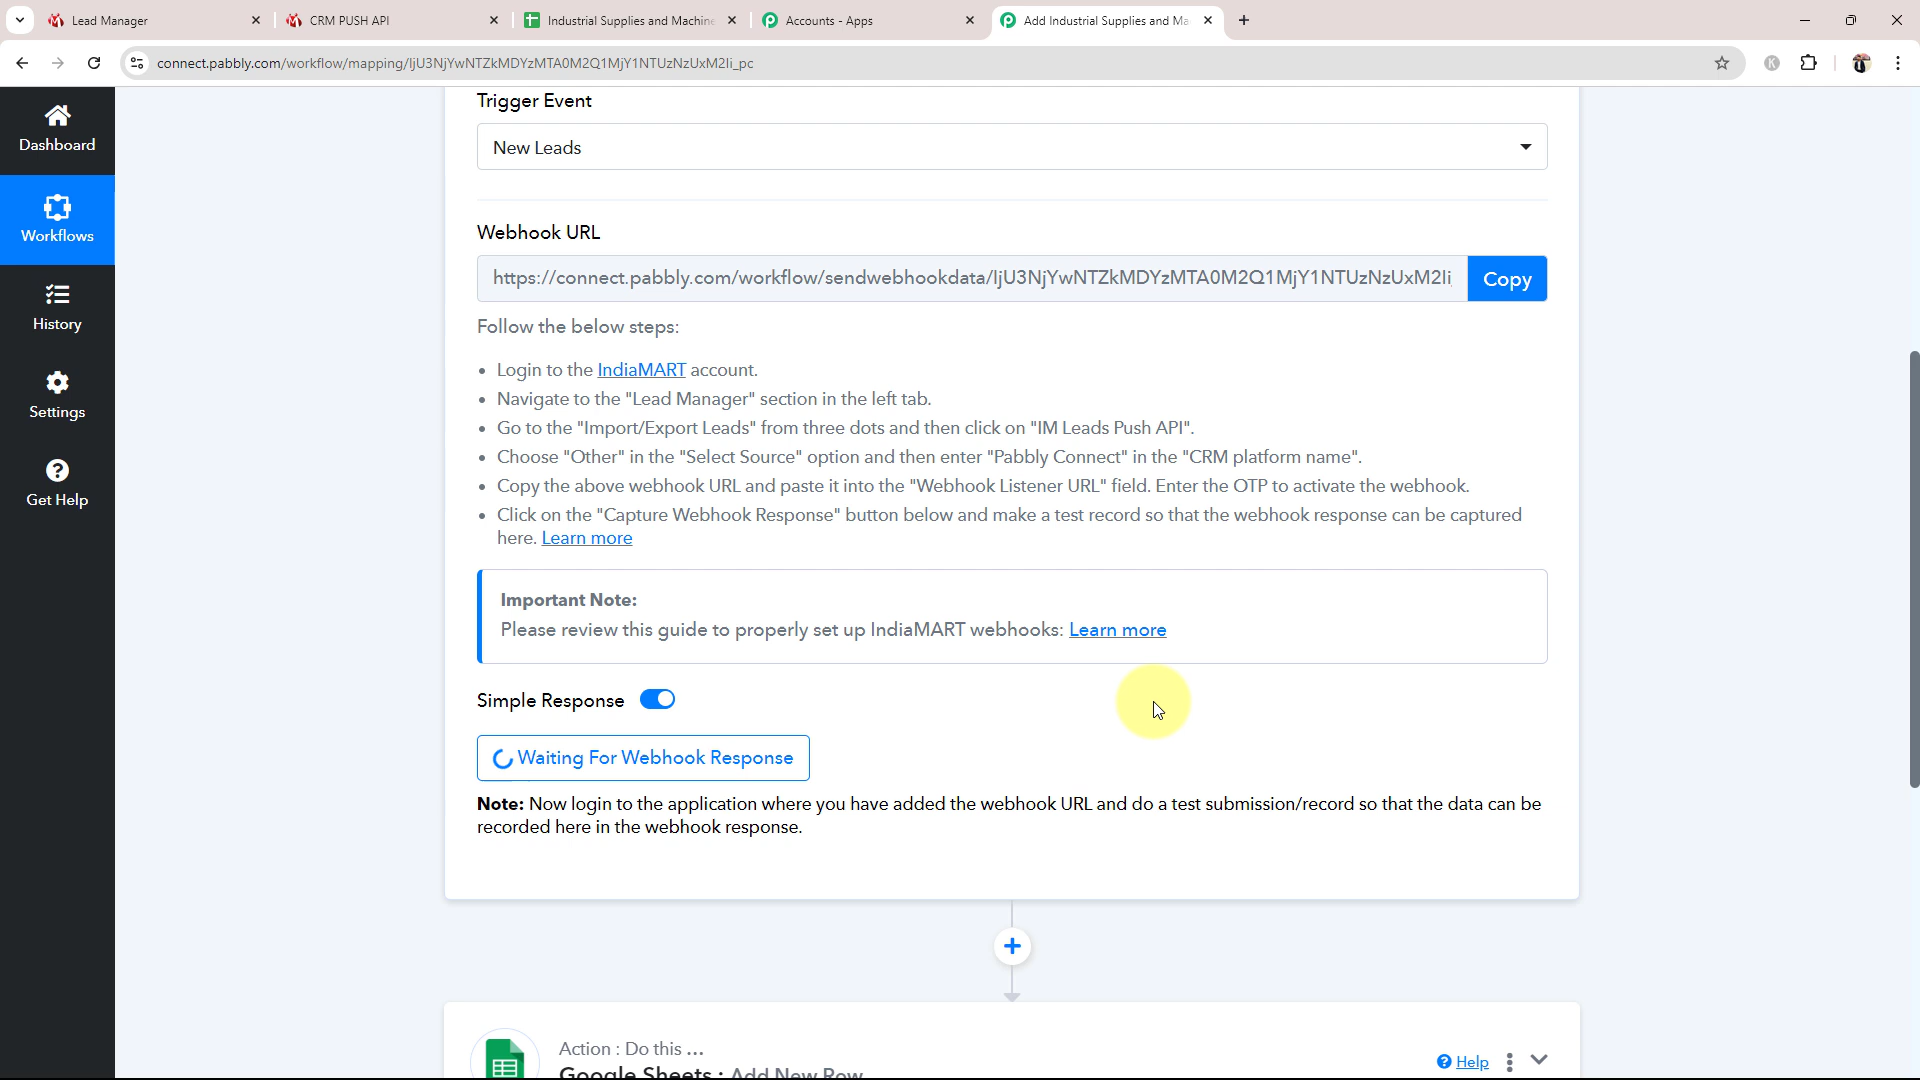 Lead Manager
CRM PUSH API
Industrial Supplies and Machine
Accounts - Apps
Add Industrial Supplies and Ma
connect.pabbly.com/workflow/mapping/IjU3NjYwNTZkMDYzMTA0M2Q1MjY1NTUzNzUxM2Ii_pc
K
Dashboard
Workflows
History
Settings
Get Help
Trigger Event
New Leads
Webhook URL
https://connect.pabbly.com/workflow/sendwebhookdata/IjU3NjYwNTZkMDYzMTA0M2Q1MjY1NTUzNzUxM2Ii
Copy
Follow the below steps:
• Login to the IndiaMART account.
• Navigate to the "Lead Manager" section in the left tab.
• Go to the "Import/Export Leads" from three dots and then click on "IM Leads Push API".
• Choose "Other" in the "Select Source" option and then enter "Pabbly Connect" in the "CRM platform name".
• Copy the above webhook URL and paste it into the "Webhook Listener URL" field. Enter the OTP to activate the webhook.
• Click on the "Capture Webhook Response" button below and make a test record so that the webhook response can be captured
here. Learn more
Important Note:
Please review this guide to properly set up IndiaMART webhooks: Learn more
Simple Response
Waiting For Webhook Response
Note: Now login to the application where you have added the webhook URL and do a test submission/record so that the data can be
recorded here in the webhook response.
Action : Do this ...
Help
Google Sheets : Add New Row